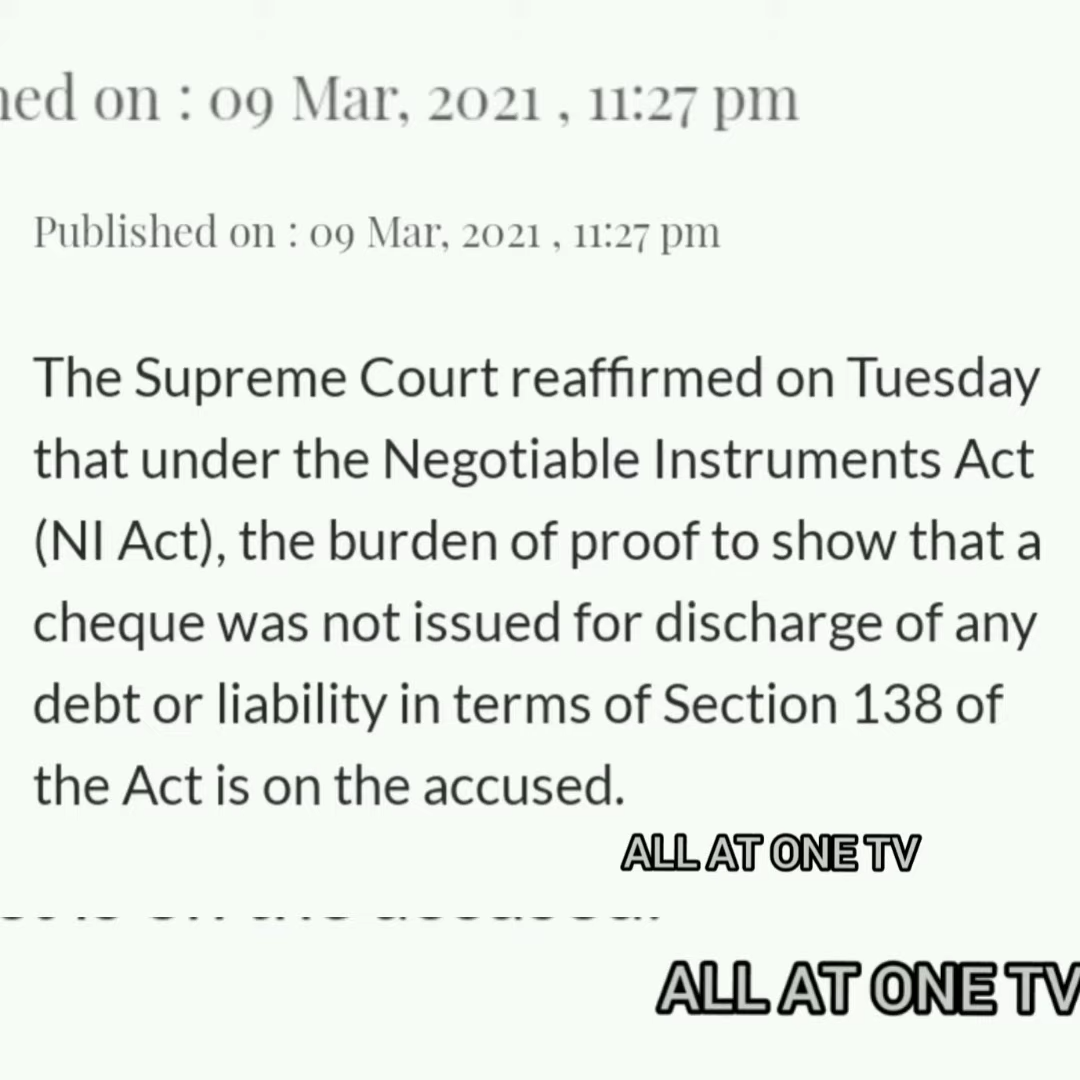 ned on : 09 Mar, 2021 , 11:27 pm
Published on : 09 Mar, 2021 , 11:27 pm
The Supreme Court reaffirmed on Tuesday
that under the Negotiable Instruments Act
(NI Act), the burden of proof to show that a
cheque was not issued for discharge of any
debt or liability in terms of Section 138 of
the Act is on the accused.
ALL AT ONE TV
ALL AT ONE TV